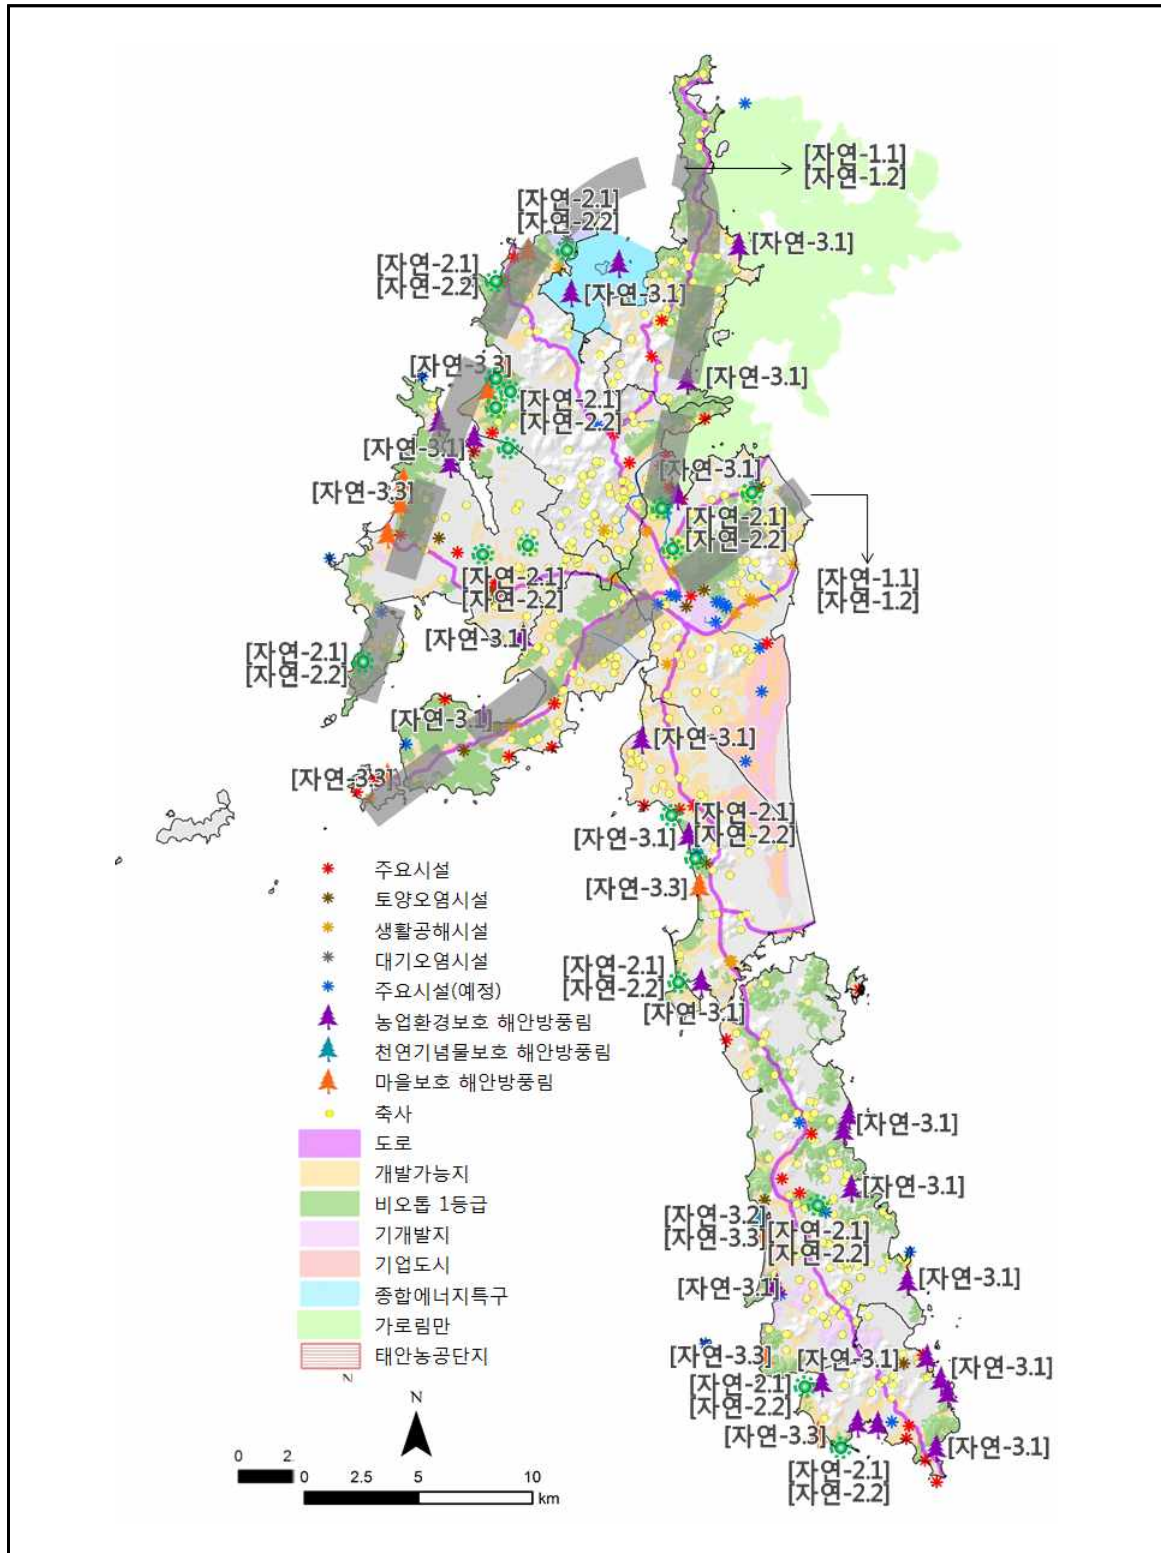 [자연-1.1]
[자연-1.2]
[자연-2.1]
[자연-2.2]
[자연-3.1]
[자연-2.1]
[자연-2.2]
[자연-3.1]
[자연-3.3]
[자연-3.1]
[자연-2.1]
[자연-2.2]
[자연-3.1]
[자연-3.1]
[자연-3.3]
[자연-2.1]
[자연-2.2]
[자연-1.1]
[자연-1.2]
[자연-2.1]
[자연-2.2]
[자연-3.1]
[자연-2.1]
[자연-2.2]
[자연-3.1]
[자연-3.1]
[자연-3.3]
[자연-2.1]
[자연-2.2]
[자연-3.1]
[자연-3.3]
[자연-2.1]
[자연-2.2]
[자연-3.1]
[자연-3.1]
[자연-3.1]
[자연-3.2]
[자연-3.3]
[자연-2.1]
[자연-2.2]
[자연-3.1]
[자연-3.1]
[자연-3.3]
[자연-3.1]
[자연-3.1]
[자연-2.1]
[자연-2.2]
[자연-3.3]
[자연-3.1]
[자연-2.1]
[자연-2.2]
주요시설
토양오염시설
생활공해시설
대기오염시설
주요시설(예정)
농업환경보호 해안방풍림
천연기념물보호 해안방풍림
마을보호 해안방풍림
축사
도로
개발가능지
비오톱 1등급
기개발지
기업도시
종합에너지특구
가로림만
태안농공단지
N
N
0 2
0 2.5 5 10
km